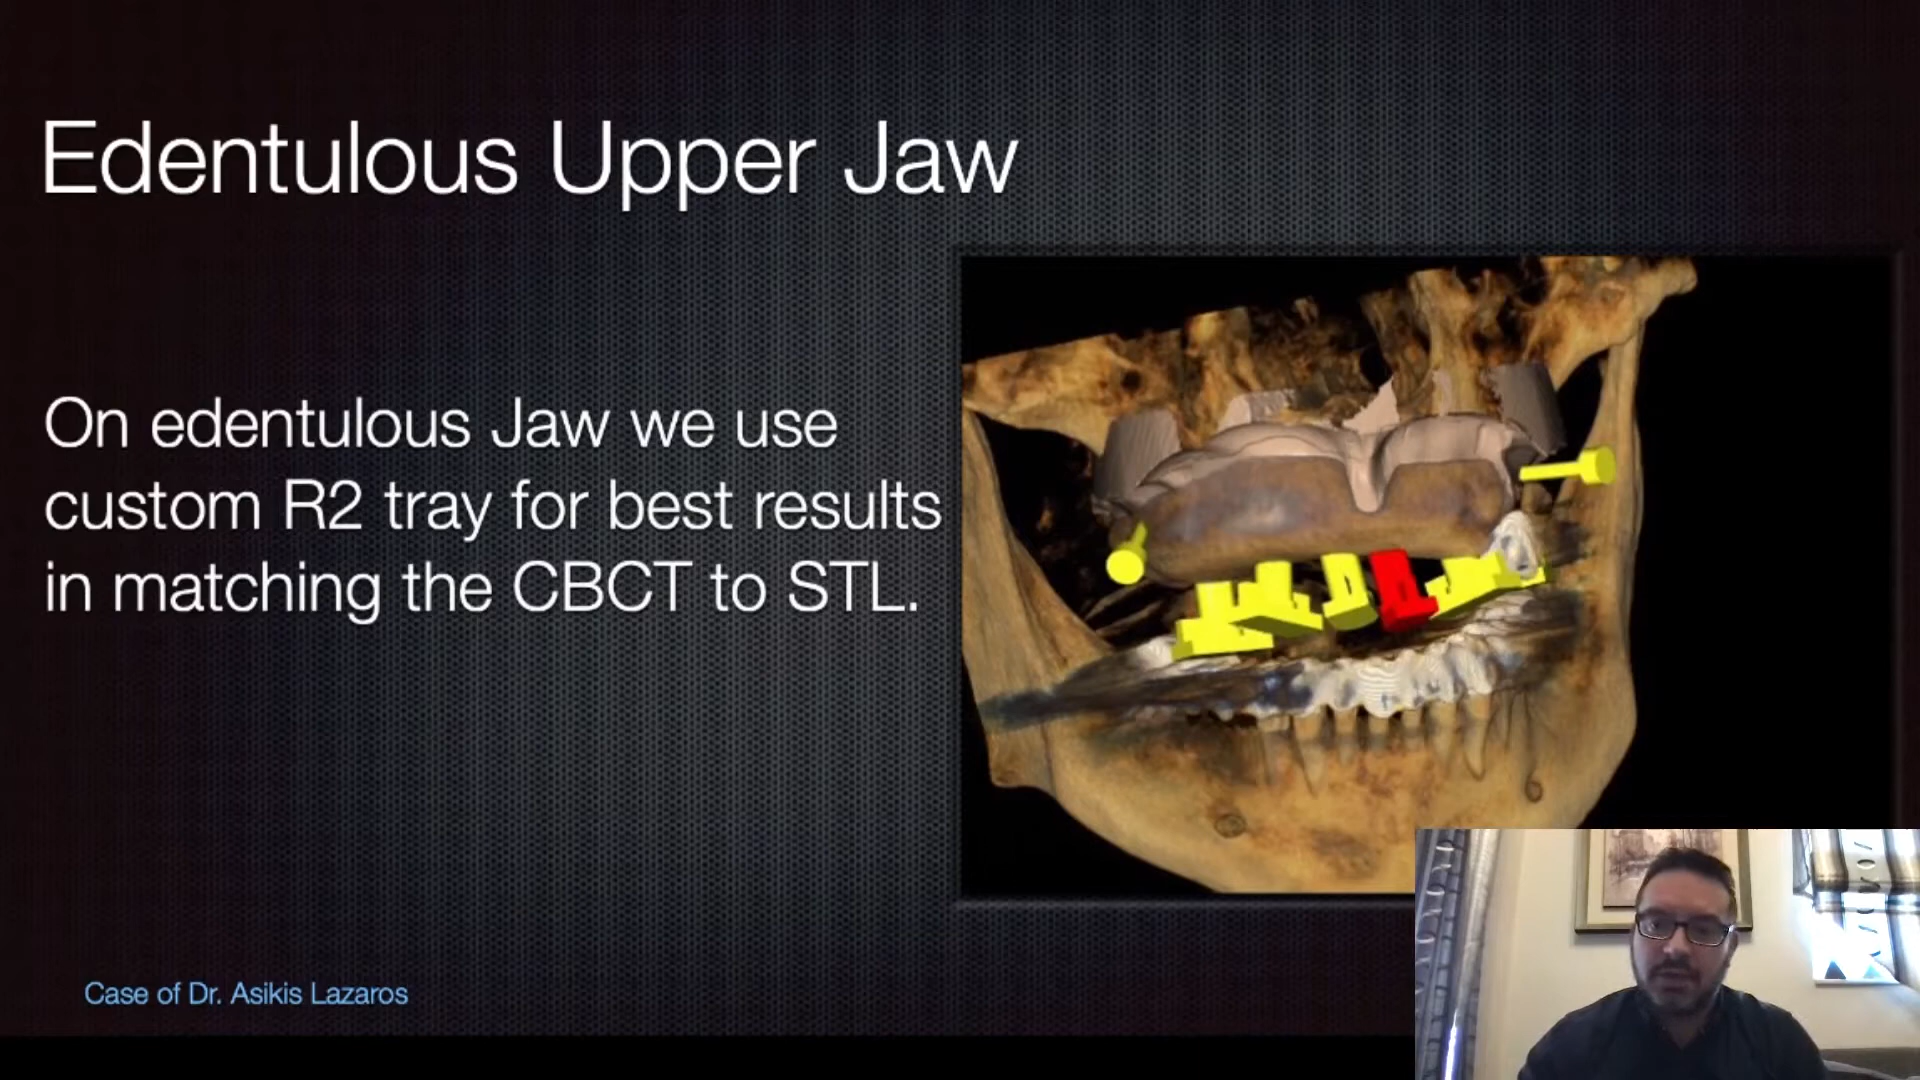 Edentulous Upper Jaw
On edentulous Jaw we use
custom R2 tray for best results
in matching the CBCT to STL.
Case of Dr. Asikis Lazaros